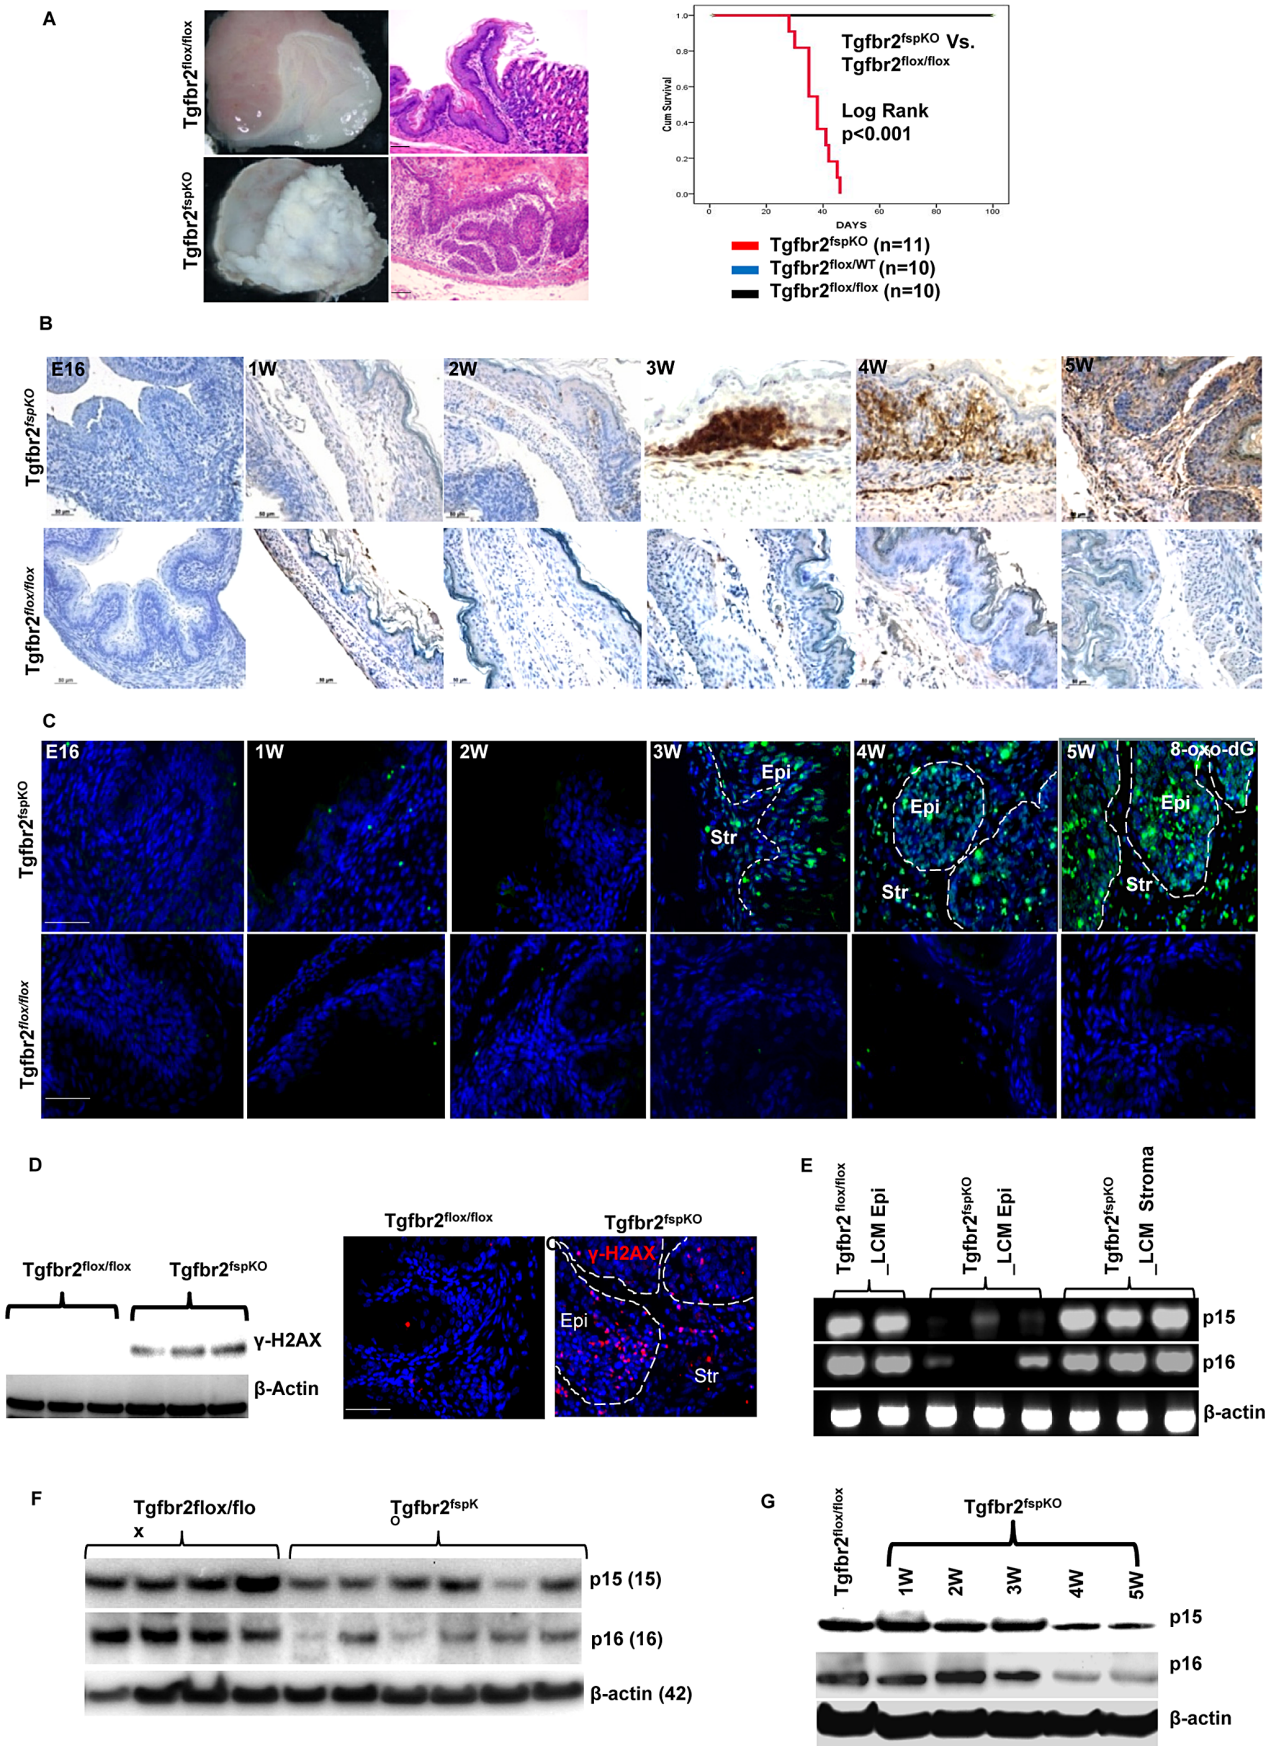 A
Tgfbr2flox/flox
Tgfbr2fspKO
Cum Survival
1.0
0.8
0.6
0.4
0.2
0.0
Tgfbr2fspKO Vs.
Tgfbr2flox/flox
Log Rank
p<0.001
0 20 40 60 80 100
DAYS
Tgfbr2fspKO (n=11)
Tgfbr2flox/WT (n=10)
Tgfbr2flox/flox (n=10)
B
Tgfbr2fspKO
E16 1W 2W 3W 4W 5W
Tgfbr2flox/flox
C
Tgfbr2fspKO
E16 1W 2W 3W 4W 5W 8-oxo-dG
Epi Str
Epi Str
Epi Str
Tgfbr2flox/flox
D
Tgfbr2flox/flox Tgfbr2fspKO
γ-H2AX
β-Actin
Tgfbr2flox/flox
Tgfbr2fspKO
C
γ-H2AX
Epi
Str
E
Tgfbr2flox/flox
_LCM Epi
Tgfbr2fspKO
_LCM Epi
Tgfbr2fspKO
_LCM Stroma
p15
p16
β-actin
F
Tgfbr2flox/flo
x
Tgfbr2fspK
O
p15 (15)
p16 (16)
β-actin (42)
G
Tgfbr2flox/flox
Tgfbr2fspKO
1W 2W 3W 4W 5W
p15
p16
β-actin